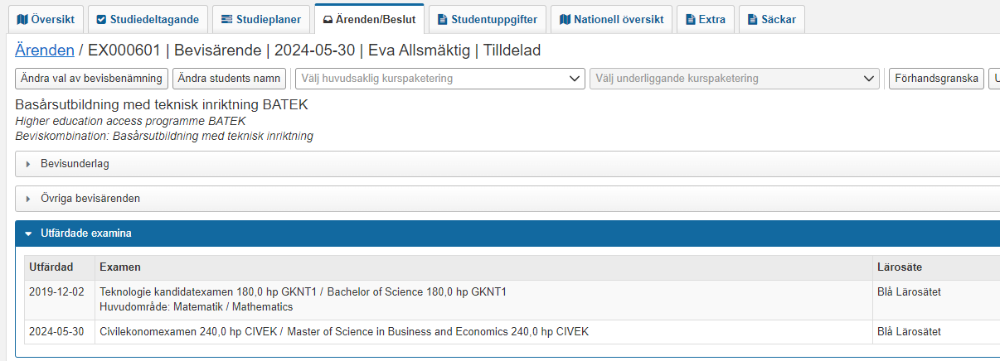 Översikt Studiedeltagande Studieplaner Ärenden/Beslut Studentuppgifter Nationell översikt Extra Säckar
Ärenden / EX000601 | Bevisärende | 2024-05-30 | Eva Allsmäktig | Tilldelad
Ändra val av bevisbenämning Ändra students namn Välj huvudsaklig kurspaketering Välj underliggande kurspaketering Förhandsgranska U
Basårsutbildning med teknisk inriktning BATEK
Higher education access programme BATEK
Beviskombination: Basårsutbildning med teknisk inriktning
Bevisunderlag
Övriga bevisärenden
Utfärdade examina
Utfärdad Examen Lärosäte
2019-12-02 Teknologie kandidatexamen 180,0 hp GKNT1 / Bachelor of Science 180,0 hp GKNT1 Blå Lärosätet
Huvudområde: Matematik / Mathematics
2024-05-30 Civilekonomexamen 240,0 hp CIVEK / Master of Science in Business and Economics 240,0 hp CIVEK Blå Lärosätet